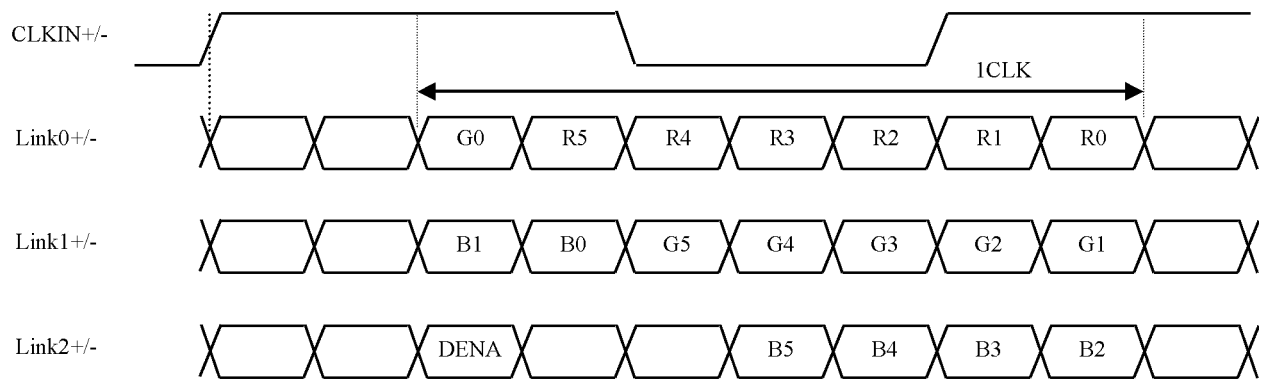 CLKIN+/-
1CLK
Link0+/- G0 R5 R4 R3 R2 R1 R0
Link1+/- B1 B0 G5 G4 G3 G2 G1
Link2+/- DENA B5 B4 B3 B2